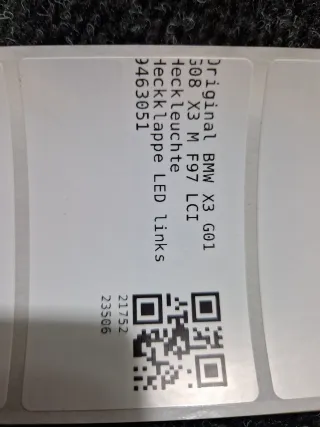 Original BMW X3 G01
G08 X3 M F97 LCI
Heckleuchte
Heckklappe LED links
9463051
21752
23506